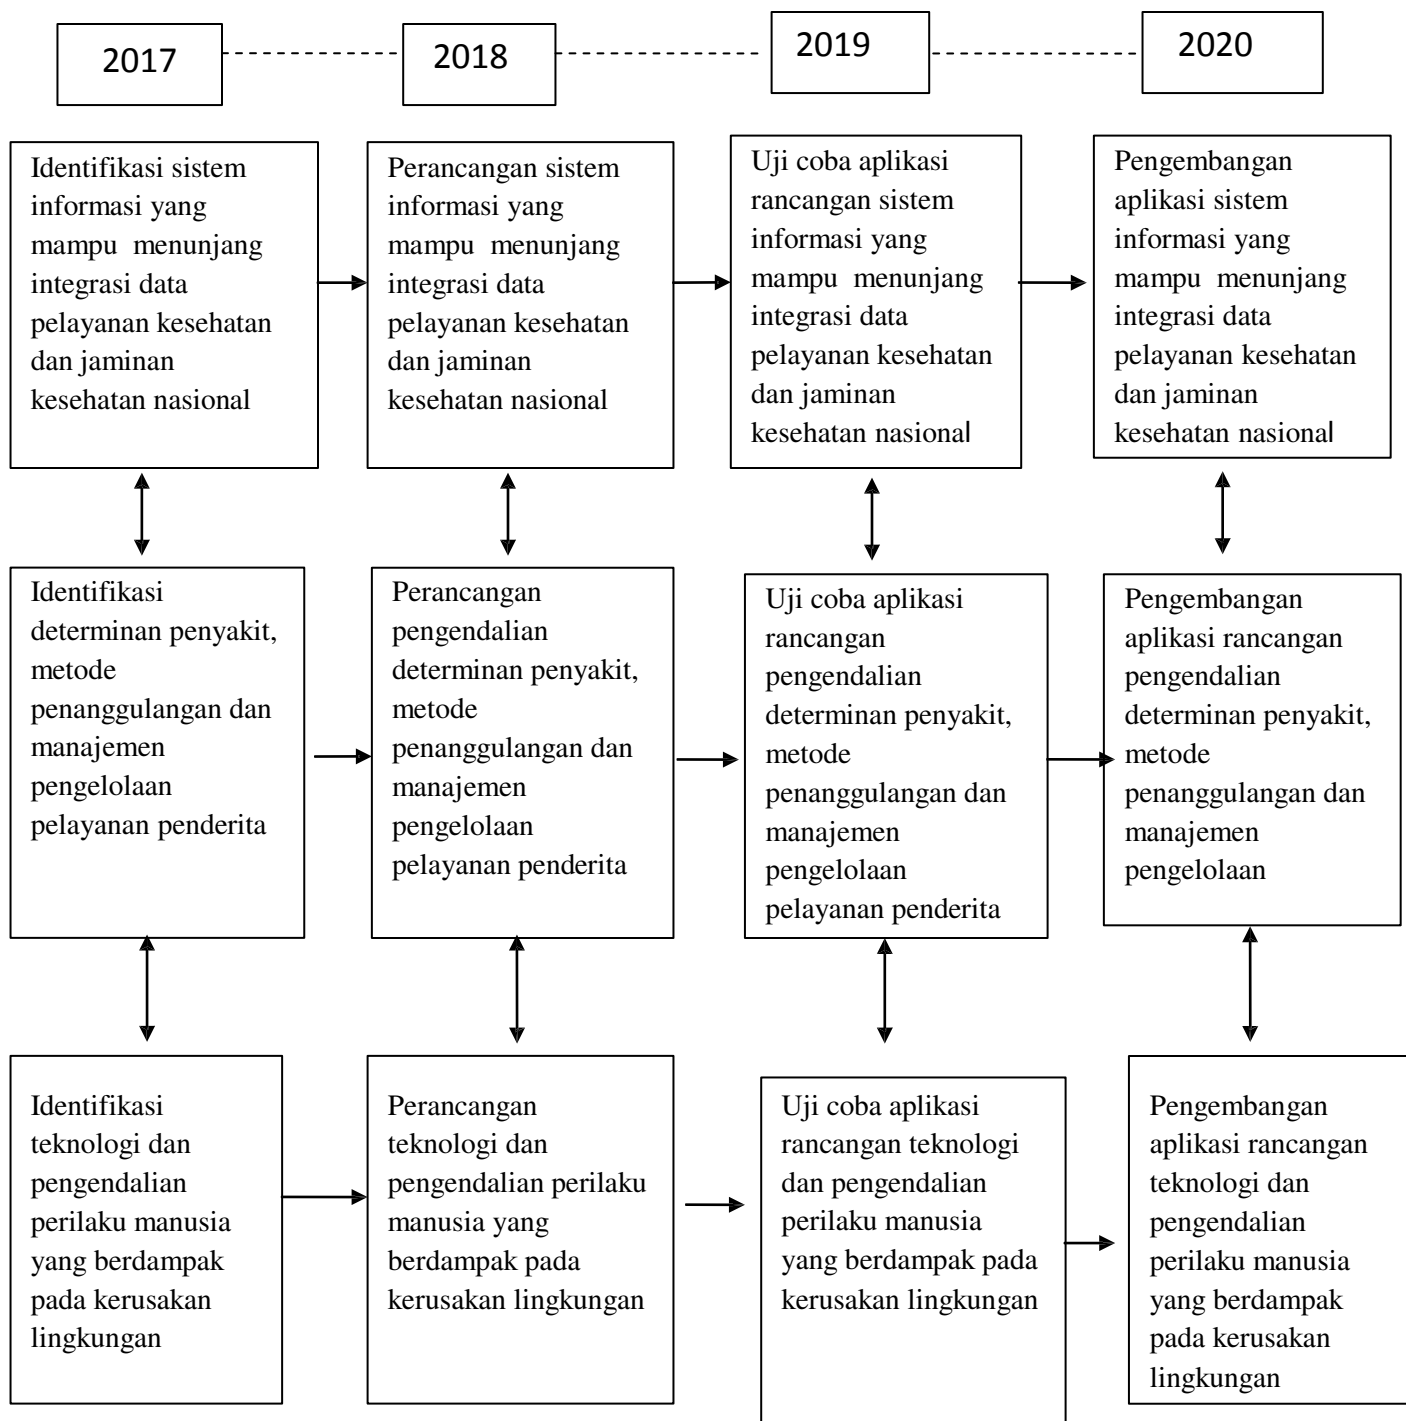 2017
2018
2019
2020
Identifikasi sistem
informasi yang
mampu  menunjang
integrasi data
pelayanan kesehatan
dan jaminan
kesehatan nasional
Perancangan sistem
informasi yang
mampu  menunjang
integrasi data
pelayanan kesehatan
dan jaminan
kesehatan nasional
Uji coba aplikasi
rancangan sistem
informasi yang
mampu  menunjang
integrasi data
pelayanan kesehatan
dan jaminan
kesehatan nasional
Pengembangan
aplikasi sistem
informasi yang
mampu  menunjang
integrasi data
pelayanan kesehatan
dan jaminan
kesehatan nasional
Identifikasi
determinan penyakit,
metode
penanggulangan dan
manajemen
pengelolaan
pelayanan penderita
Perancangan
pengendalian
determinan penyakit,
metode
penanggulangan dan
manajemen
pengelolaan
pelayanan penderita
Uji coba aplikasi
rancangan
pengendalian
determinan penyakit,
metode
penanggulangan dan
manajemen
pengelolaan
pelayanan penderita
Pengembangan
aplikasi rancangan
pengendalian
determinan penyakit,
metode
penanggulangan dan
manajemen
pengelolaan
Identifikasi
teknologi dan
pengendalian
perilaku manusia
yang berdampak
pada kerusakan
lingkungan
Perancangan
teknologi dan
pengendalian perilaku
manusia yang
berdampak pada
kerusakan lingkungan
Uji coba aplikasi
rancangan teknologi
dan pengendalian
perilaku manusia
yang berdampak pada
kerusakan lingkungan
Pengembangan
aplikasi rancangan
teknologi dan
pengendalian
perilaku manusia
yang berdampak
pada kerusakan
lingkungan